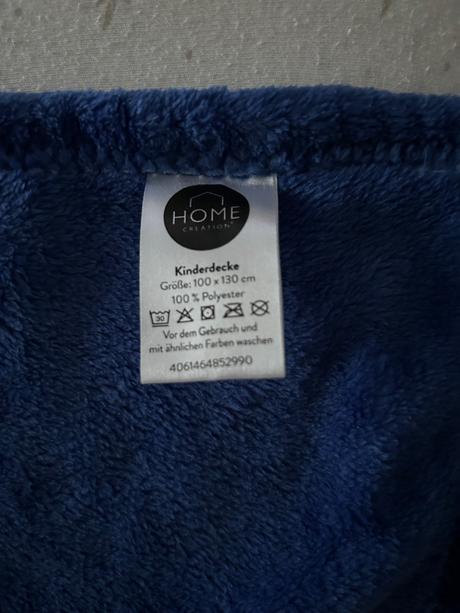 HOME
CREATION®
Kinderdecke
Größe: 100 x 130 cm
100 % Polyester
30
Vor dem Gebrauch und
mit ähnlichen Farben waschen
4061464852990